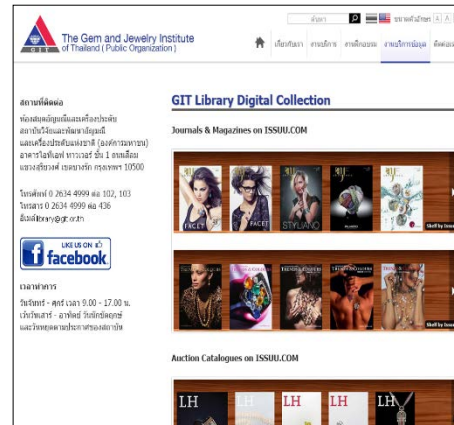 The Gem and Jewelry Institute
of Thailand ( Public Organization )
GIT
ค้นหา
ขนาดตัวอักษร A A
เกี่ยวกับเรา งานบริการ งานฝึกอบรม งานบริการข้อมูล
สถานที่ติดต่อ
ห้องสมุดอัญมณีและเครื่องประดับ
สถาบันวิจัยและพัฒนาอัญมณี
และเครื่องประดับแห่งชาติ (องค์การมหาชน)
อาคารไอทีเอฟ ทาวเวอร์ ชั้น 1 ถนนสีลม
แขวงสุริยวงศ์ เขตบางรัก กรุงเทพฯ 10500
โทรศัพท์ 0 2634 4999 ต่อ 102, 103
โทรสาร 0 2634 4999 ต่อ 436
อีเมล์library@git.or.th
LIKE US ON
facebook
เวลาทำการ
วันจันทร์ - ศุกร์ เวลา 9.00 - 17.00 น.
เว้นวันเสาร์ - อาทิตย์ วันนักขัตฤกษ์
และวันหยุดตามประกาศของสถาบัน
GIT Library Digital Collection
Journals & Magazines on ISSUU.COM
FACET FACET STYLIANO
Shelf by Issuu
Shelf by Issuu
Auction Catalogues on ISSUU.COM
LH LH LH LH LH